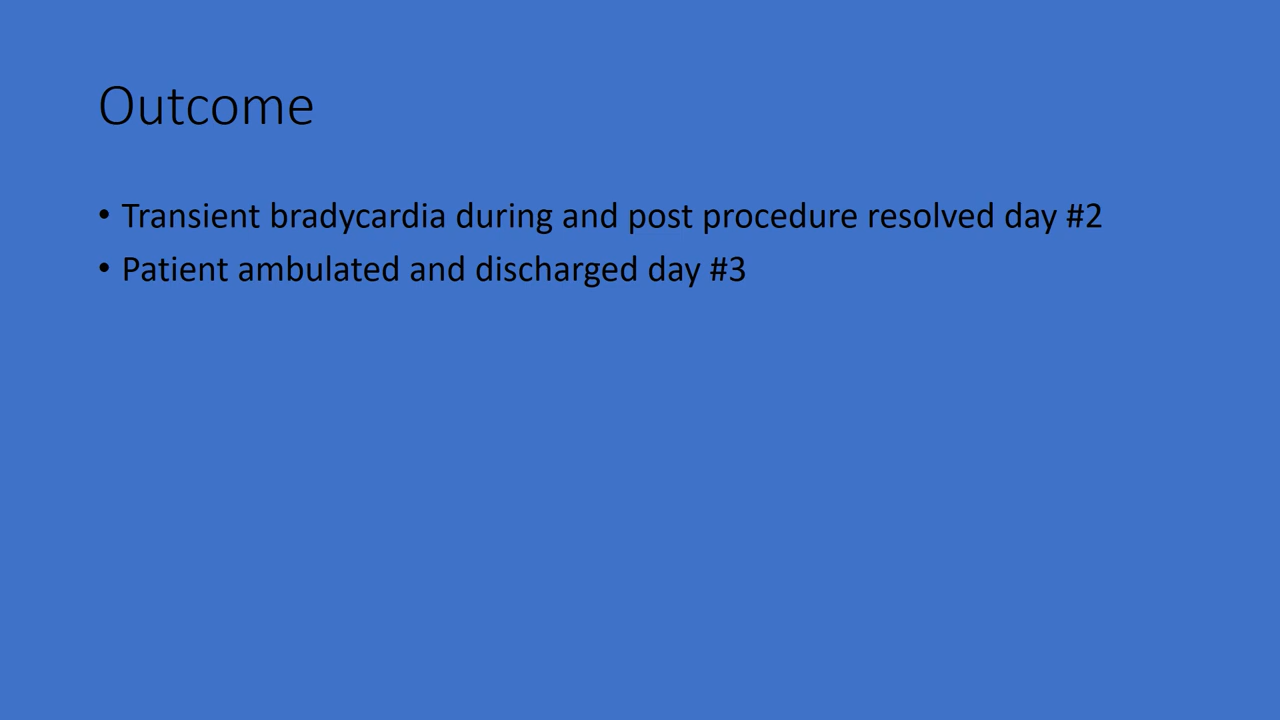 Outcome
• Transient bradycardia during and post procedure resolved day #2
• Patient ambulated and discharged day #3